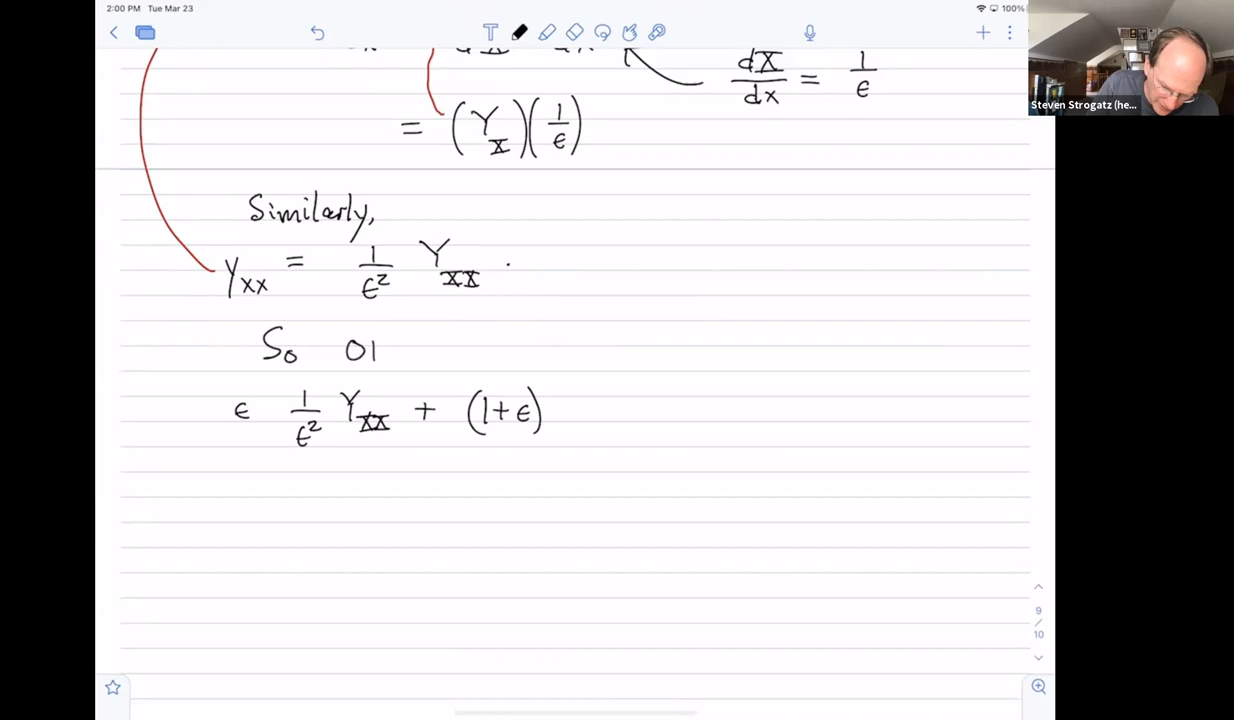 2:00 PM Tue Mar 23
100%
dX/dx = 1/ε
= (Y_X)(1/ε)
Similarly,
y_xx = 1/ε² Y_XX .
So 01
ε 1/ε² Y_XX + (1+ε)
Steven Strogatz (he...
9
/
10